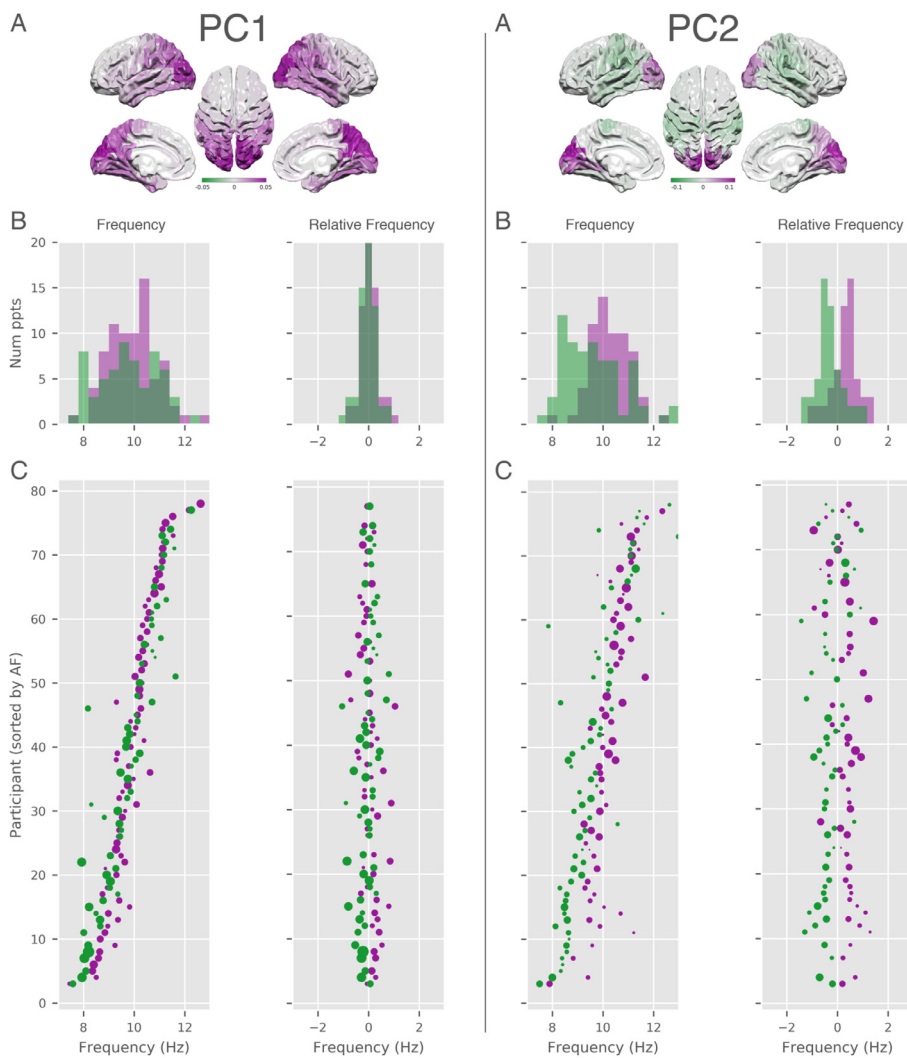 A PC1 A PC2
-0.05 0 0.05 -0.1 0 0.1
B Frequency Relative Frequency B Frequency Relative Frequency
20
15
10
5
0
Num ppts
8 10 12 −2 0 2 8 10 12 −2 0 2
C C
80
70
60
50
40
30
20
10
0
Participant (sorted by AF)
8 10 12 −2 0 2 8 10 12 −2 0 2
Frequency (Hz) Frequency (Hz) Frequency (Hz) Frequency (Hz)